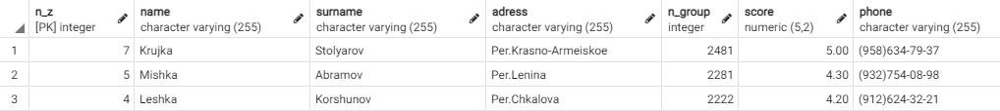 n_z name surname adress n_group score phone
[PK] integer character varying (255) character varying (255) character varying (255) integer numeric (5,2) character varying (255)
1 7 Krujka Stolyarov Per.Krasno-Armeiskoe 2481 5.00 (958)634-79-37
2 5 Mishka Abramov Per.Lenina 2281 4.30 (932)754-08-98
3 4 Leshka Korshunov Per.Chkalova 2222 4.20 (912)624-32-21